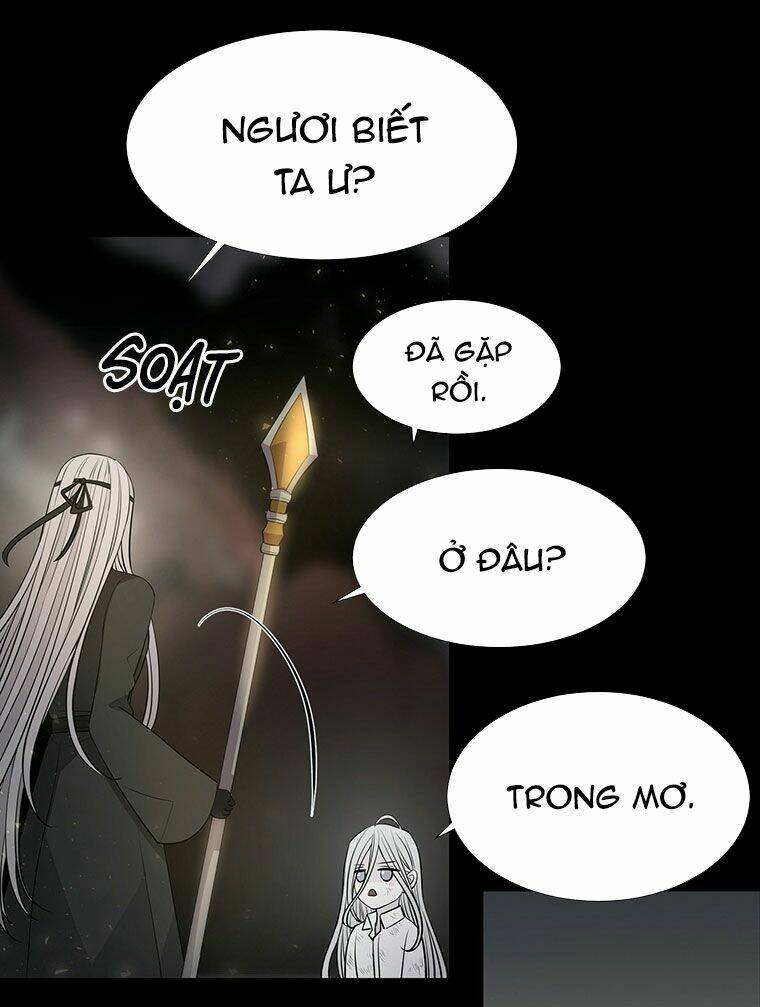 NGƯƠI BIẾT
TA Ư?
SOẠT
ĐÃ GẶP
RỒI.
Ở ĐÂU?
TRONG MƠ.